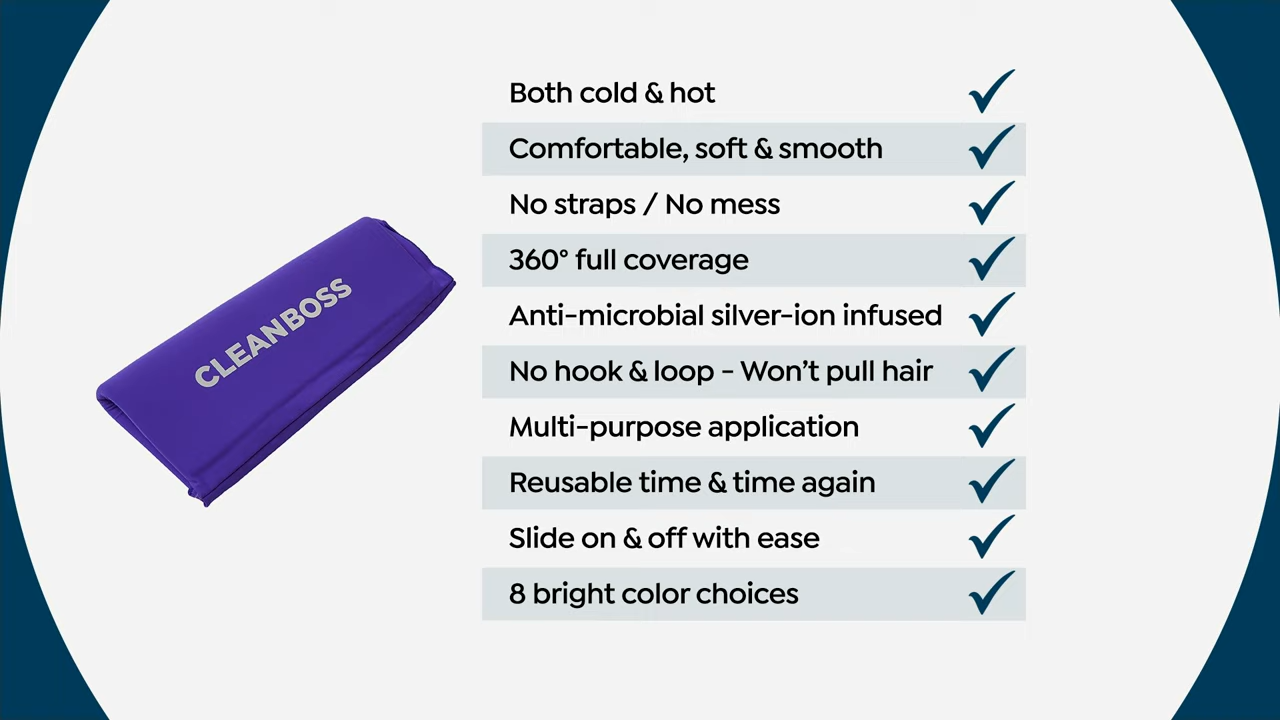 CLEANBOSS
Both cold & hot
Comfortable, soft & smooth
No straps / No mess
360° full coverage
Anti-microbial silver-ion infused
No hook & loop - Won't pull hair
Multi-purpose application
Reusable time & time again
Slide on & off with ease
8 bright color choices